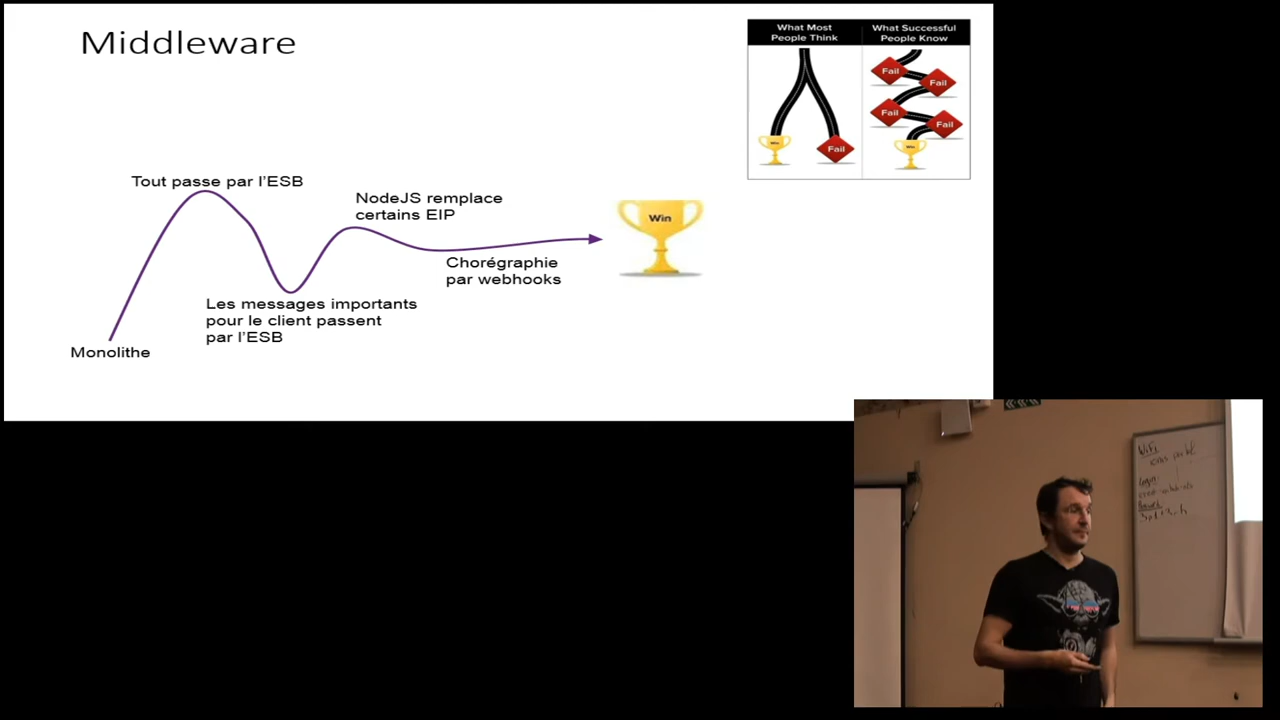 Middleware
What Most
People Think
What Successful
People Know
Fail
Fail
Fail
Fail
Win
Fail
Win
Tout passe par l'ESB
NodeJS remplace
certains EIP
Win
Chorégraphie
par webhooks
Les messages importants
pour le client passent
par l'ESB
Monolithe
WiFi
Login: